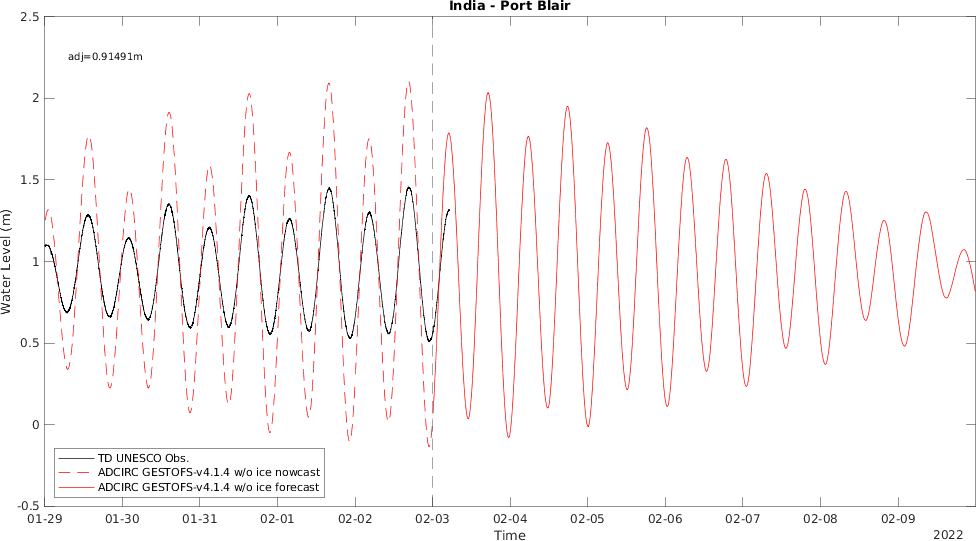 India - Port Blair
adj=0.91491m
2.5
2
1.5
1
0.5
0
-0.5
Water Level (m)
TD UNESCO Obs.
ADCIRC GESTOFS-v4.1.4 w/o ice nowcast
ADCIRC GESTOFS-v4.1.4 w/o ice forecast
01-29 01-30 01-31 02-01 02-02 02-03 02-04 02-05 02-06 02-07 02-08 02-09
Time
2022